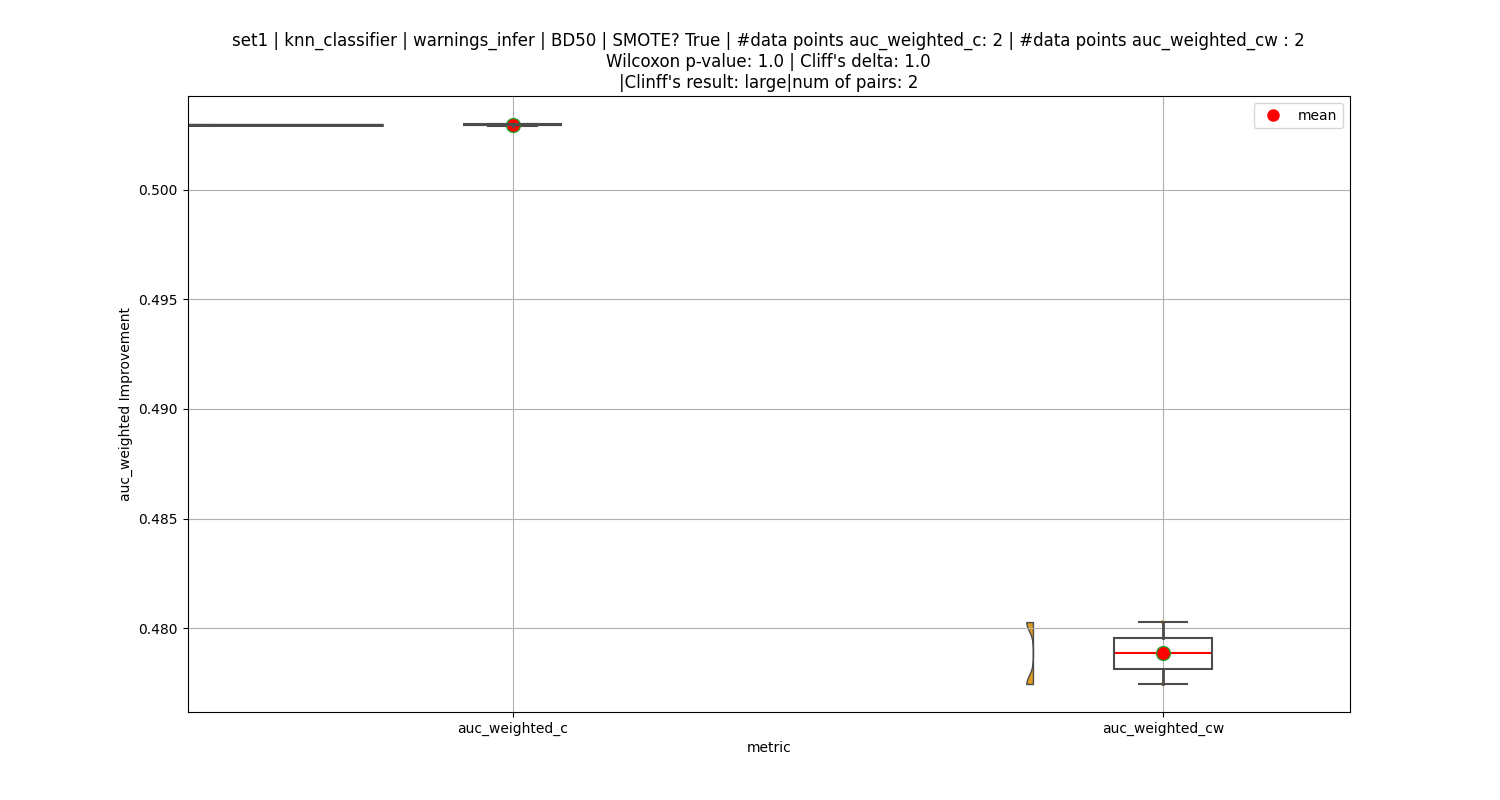 set1 | knn_classifier | warnings_infer | BD50 | SMOTE? True | #data points auc_weighted_c: 2 | #data points auc_weighted_cw : 2
Wilcoxon p-value: 1.0 | Cliff's delta: 1.0
|Clinff's result: large|num of pairs: 2
mean
0.500
0.495
0.490
0.485
0.480
auc_weighted Improvement
auc_weighted_c
auc_weighted_cw
metric